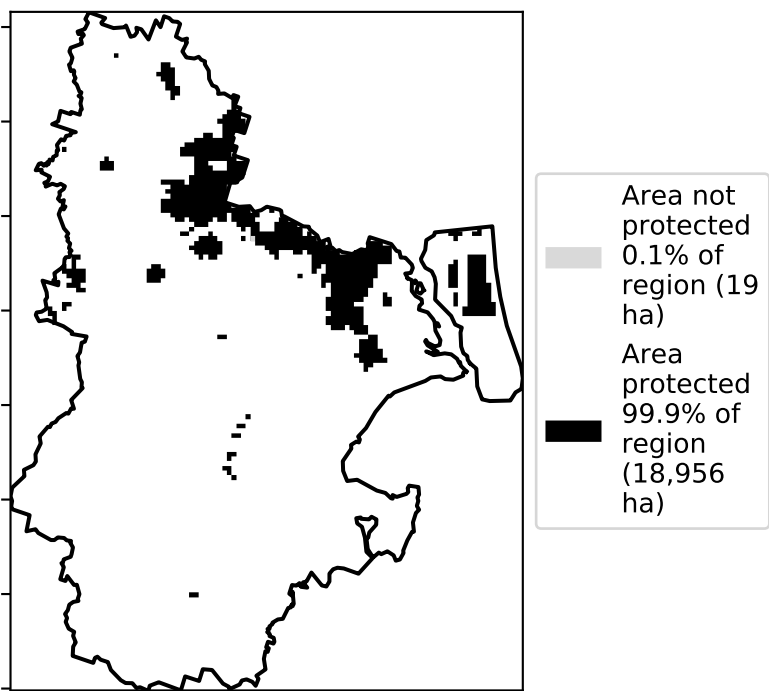 Area not
protected
0.1% of
region (19
ha)
Area
protected
99.9% of
region
(18,956
ha)